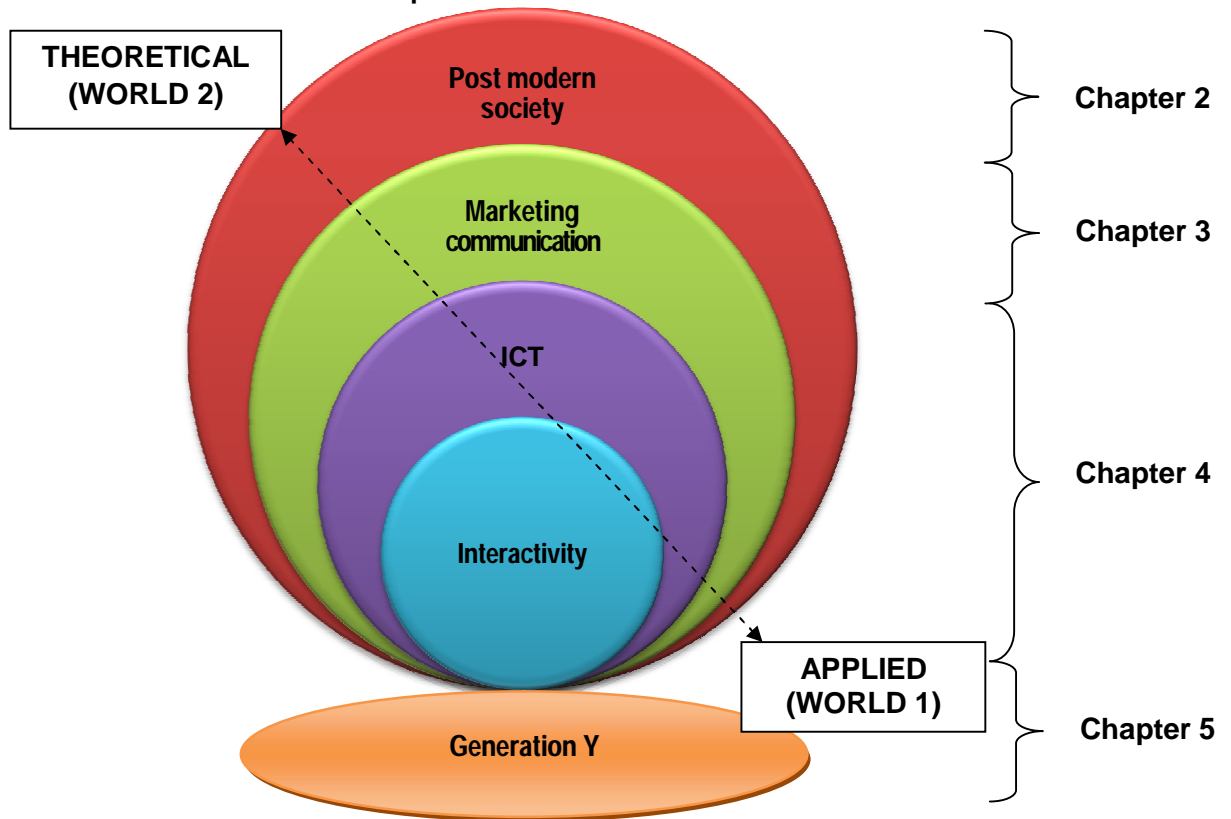 THEORETICAL
(WORLD 2)
Post modern
society
Chapter 2
Marketing
communication
Chapter 3
ICT
Chapter 4
Interactivity
APPLIED
(WORLD 1)
Generation Y
Chapter 5